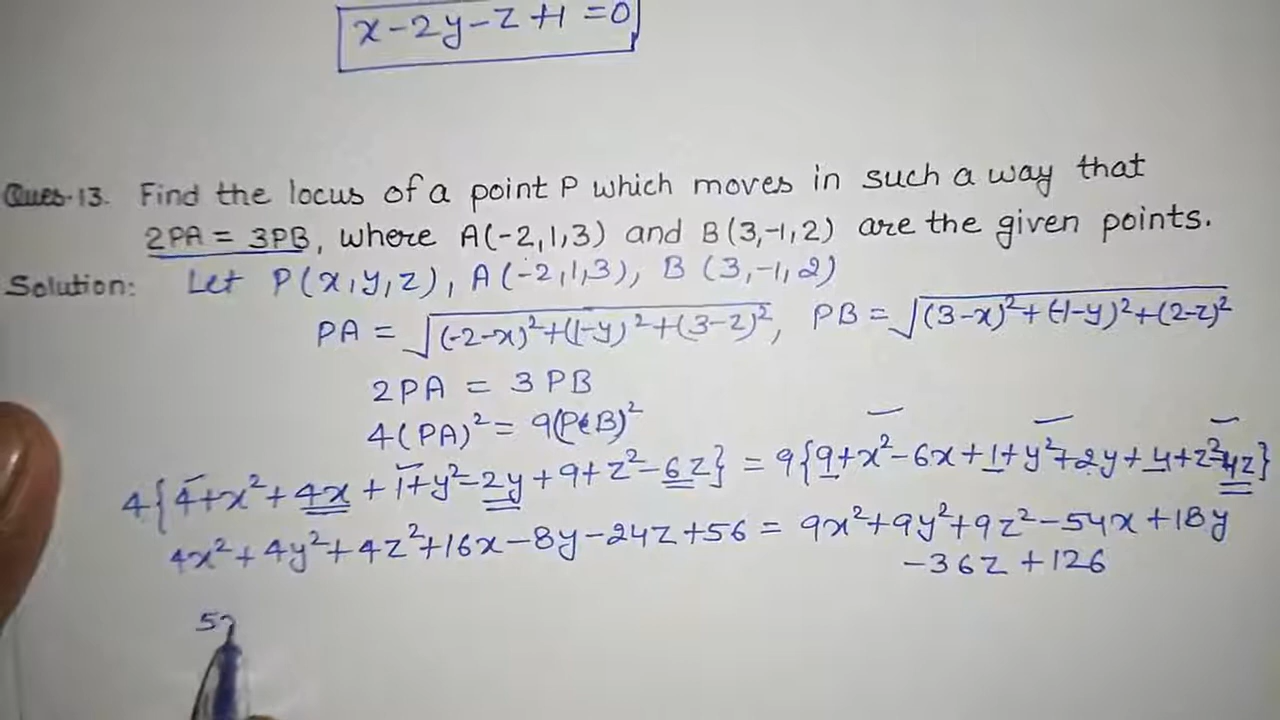 x-2y-z+1=0
Ques-13. Find the locus of a point P which moves in such a way that
2PA = 3PB, where A(-2,1,3) and B(3,-1,2) are the given points.
Solution: Let P(x,y,z), A(-2,1,3), B(3,-1,2)
PA = √(-2-x)²+(1-y)²+(3-z)², PB = √(3-x)²+(-1-y)²+(2-z)²
2PA = 3PB
4(PA)² = 9(PB)²
4{4+x²+4x+1+y²-2y+9+z²-6z} = 9{9+x²-6x+1+y²+2y+4+z²-4z}
4x²+4y²+4z²+16x-8y-24z+56 = 9x²+9y²+9z²-54x+18y
-36z+126
5